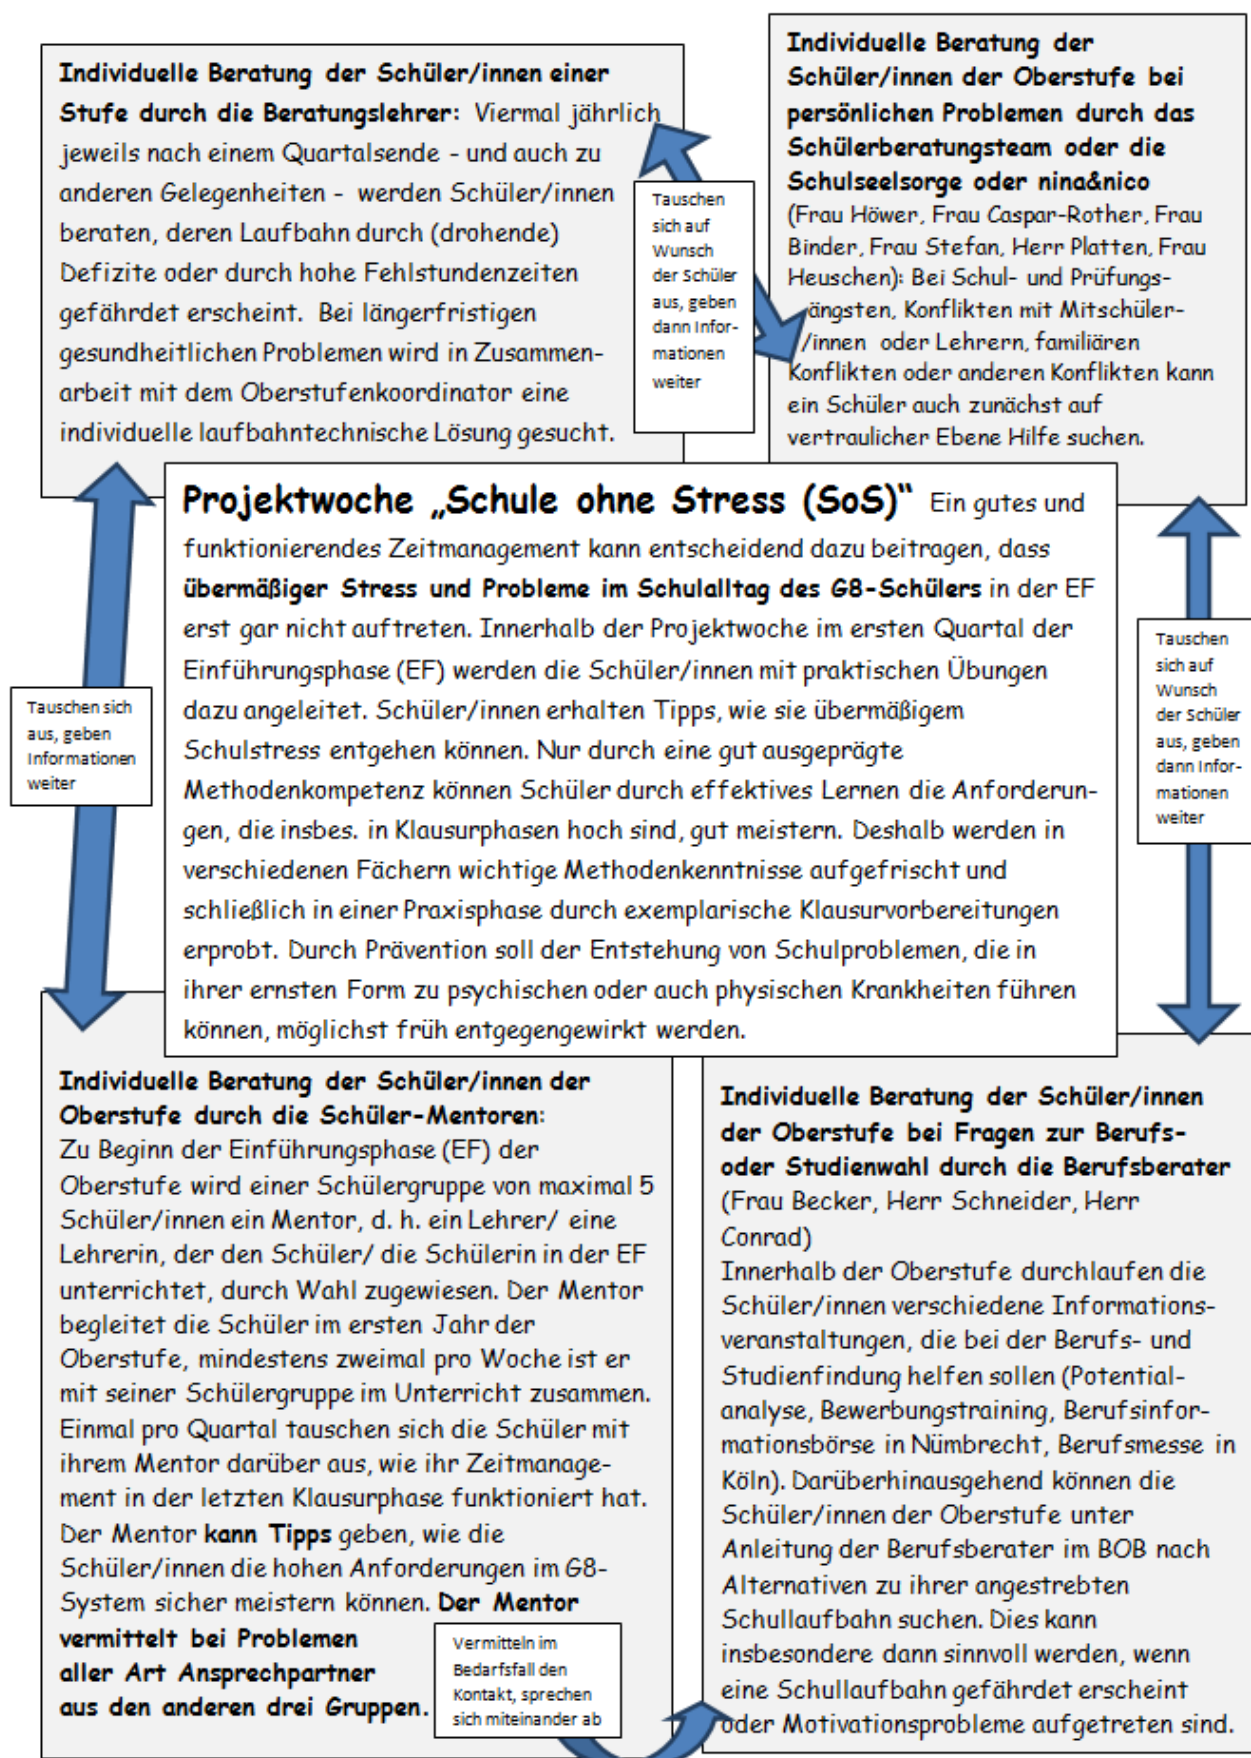 Individuelle Beratung der Schüler/innen einer
Stufe durch die Beratungslehrer: Viermal jährlich
jeweils nach einem Quartalsende - und auch zu
anderen Gelegenheiten - werden Schüler/innen
beraten, deren Laufbahn durch (drohende)
Defizite oder durch hohe Fehlstundenzeiten
gefährdet erscheint. Bei längerfristigen
gesundheitlichen Problemen wird in Zusammen-
arbeit mit dem Oberstufenkoordinator eine
individuelle laufbahntechnische Lösung gesucht.
Tauschen
sich auf
Wunsch
der Schüler
aus, geben
dann Infor-
mationen
weiter
Individuelle Beratung der
Schüler/innen der Oberstufe bei
persönlichen Problemen durch das
Schülerberatungsteam oder die
Schulseelsorge oder nina&nico
(Frau Höwer, Frau Caspar-Rother, Frau
Binder, Frau Stefan, Herr Platten, Frau
Heuschen): Bei Schul- und Prüfungs-
ängsten, Konflikten mit Mitschüler-
/innen oder Lehrern, familiären
Konflikten oder anderen Konflikten kann
ein Schüler auch zunächst auf
vertraulicher Ebene Hilfe suchen.
Projektwoche „Schule ohne Stress (SoS)“ Ein gutes und
funktionierendes Zeitmanagement kann entscheidend dazu beitragen, dass
übermäßiger Stress und Probleme im Schulalltag des G8-Schülers in der EF
erst gar nicht auftreten. Innerhalb der Projektwoche im ersten Quartal der
Einführungsphase (EF) werden die Schüler/innen mit praktischen Übungen
dazu angeleitet. Schüler/innen erhalten Tipps, wie sie übermäßigem
Schulstress entgehen können. Nur durch eine gut ausgeprägte
Methodenkompetenz können Schüler durch effektives Lernen die Anforderun-
gen, die insbes. in Klausurphasen hoch sind, gut meistern. Deshalb werden in
verschiedenen Fächern wichtige Methodenkenntnisse aufgefrischt und
schließlich in einer Praxisphase durch exemplarische Klausurvorbereitungen
erprobt. Durch Prävention soll der Entstehung von Schulproblemen, die in
ihrer ernsten Form zu psychischen oder auch physischen Krankheiten führen
können, möglichst früh entgegengewirkt werden.
Tauschen sich
aus, geben
Informationen
weiter
Tauschen
sich auf
Wunsch
der Schüler
aus, geben
dann Infor-
mationen
weiter
Individuelle Beratung der Schüler/innen der
Oberstufe durch die Schüler-Mentoren:
Zu Beginn der Einführungsphase (EF) der
Oberstufe wird einer Schülergruppe von maximal 5
Schüler/innen ein Mentor, d. h. ein Lehrer/ eine
Lehrerin, der den Schüler/ die Schülerin in der EF
unterrichtet, durch Wahl zugewiesen. Der Mentor
begleitet die Schüler im ersten Jahr der
Oberstufe, mindestens zweimal pro Woche ist er
mit seiner Schülergruppe im Unterricht zusammen.
Einmal pro Quartal tauschen sich die Schüler mit
ihrem Mentor darüber aus, wie ihr Zeitmanage-
ment in der letzten Klausurphase funktioniert hat.
Der Mentor kann Tipps geben, wie die
Schüler/innen die hohen Anforderungen im G8-
System sicher meistern können. Der Mentor
vermittelt bei Problemen
aller Art Ansprechpartner
aus den anderen drei Gruppen.
Vermitteln im
Bedarfsfall den
Kontakt, sprechen
sich miteinander ab
Individuelle Beratung der Schüler/innen
der Oberstufe bei Fragen zur Berufs-
oder Studienwahl durch die Berufsberater
(Frau Becker, Herr Schneider, Herr
Conrad)
Innerhalb der Oberstufe durchlaufen die
Schüler/innen verschiedene Informations-
veranstaltungen, die bei der Berufs- und
Studienfindung helfen sollen (Potential-
analyse, Bewerbungstraining, Berufsinfor-
mationsbörse in Nümbrecht, Berufsmesse in
Köln). Darüberhinausgehend können die
Schüler/innen der Oberstufe unter
Anleitung der Berufsberater im BOB nach
Alternativen zu ihrer angestrebten
Schullaufbahn suchen. Dies kann
insbesondere dann sinnvoll werden, wenn
eine Schullaufbahn gefährdet erscheint
oder Motivationsprobleme aufgetreten sind.